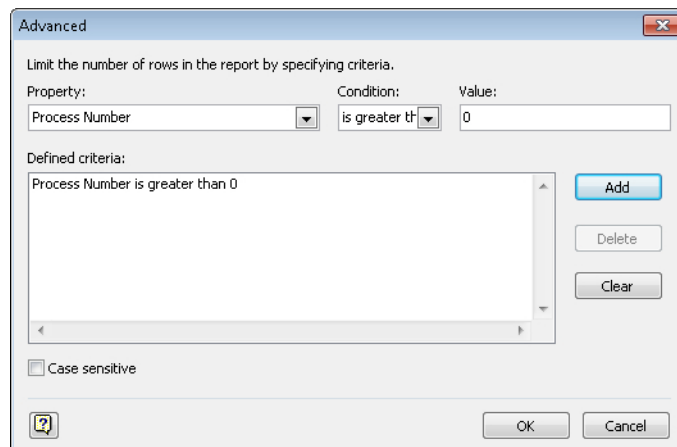 Advanced
Limit the number of rows in the report by specifying criteria.
Property: Condition: Value:
Process Number is greater th 0
Defined criteria:
Process Number is greater than 0
Add
Delete
Clear
Case sensitive
OK Cancel